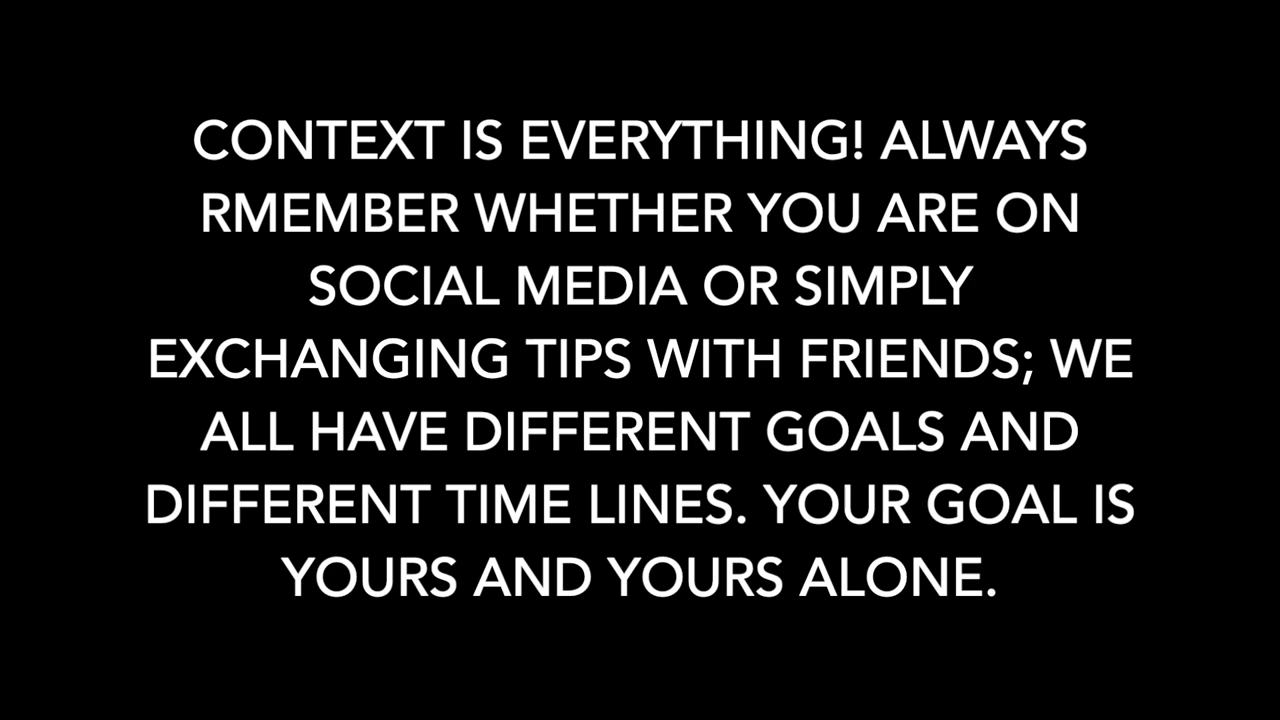 CONTEXT IS EVERYTHING! ALWAYS
RMEMBER WHETHER YOU ARE ON
SOCIAL MEDIA OR SIMPLY
EXCHANGING TIPS WITH FRIENDS; WE
ALL HAVE DIFFERENT GOALS AND
DIFFERENT TIME LINES. YOUR GOAL IS
YOURS AND YOURS ALONE.